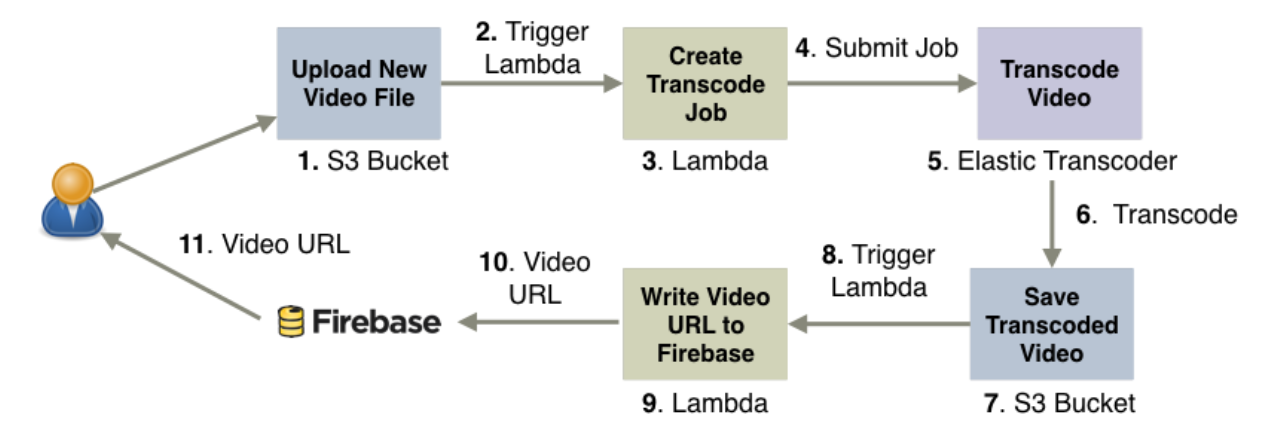 Upload New
Video File
1. S3 Bucket
2. Trigger
Lambda
Create
Transcode
Job
3. Lambda
4. Submit Job
Transcode
Video
5. Elastic Transcoder
6. Transcode
Save
Transcoded
Video
7. S3 Bucket
8. Trigger
Lambda
Write Video
URL to
Firebase
9. Lambda
10. Video
URL
Firebase
11. Video URL